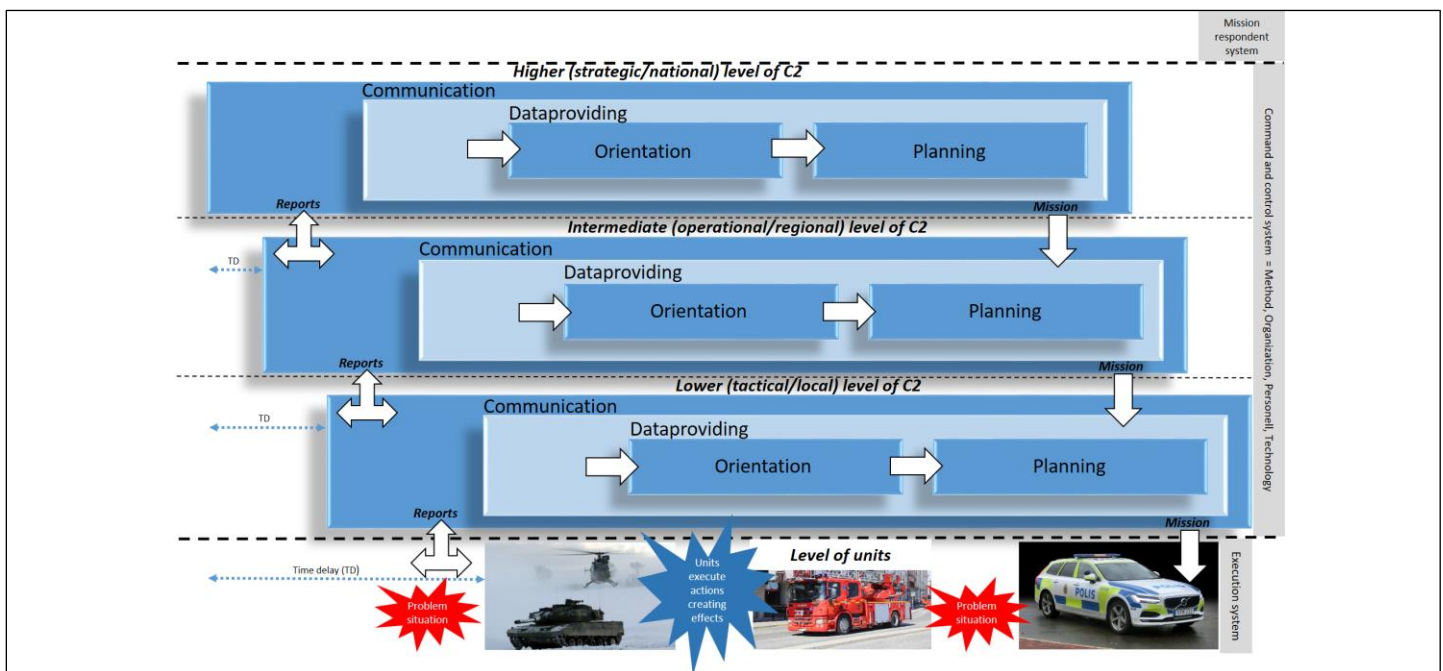 Mission
respondent
system
Higher (strategic/national) level of C2
Communication
Dataproviding
Orientation
Planning
Reports
Mission
Intermediate (operational/regional) level of C2
Communication
TD
Dataproviding
Orientation
Planning
Reports
Mission
Lower (tactical/local) level of C2
Communication
TD
Dataproviding
Orientation
Planning
Reports
Mission
Command and control system = Method, Organization, Personell, Technology
Time delay (TD)
Problem
situation
Units
execute
actions
creating
effects
Level of units
Problem
situation
POLIS
Execution system